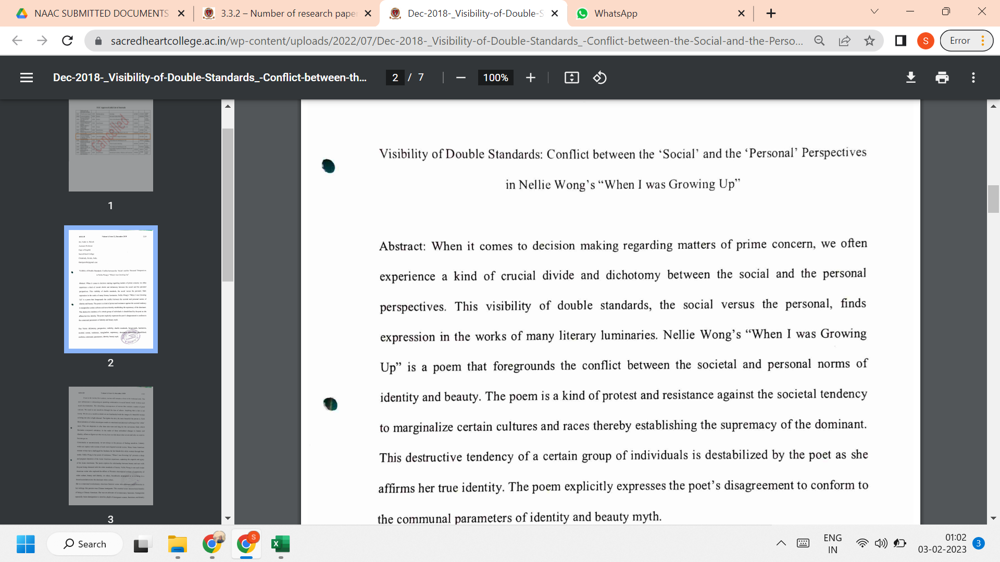 NAAC SUBMITTED DOCUMENTS
3.3.2 – Number of research pape
Dec-2018-_Visibility-of-Double-S
WhatsApp
sacredheartcollege.ac.in/wp-content/uploads/2022/07/Dec-2018-_Visibility-of-Double-Standards_-Conflict-between-the-Social-and-the-Perso...
S
Error
Dec-2018-_Visibility-of-Double-Standards_-Conflict-between-th...
2 / 7
100%
Cancelled
1
2
3
Visibility of Double Standards: Conflict between the ‘Social’ and the ‘Personal’ Perspectives
in Nellie Wong’s “When I was Growing Up”
Abstract: When it comes to decision making regarding matters of prime concern, we often
experience a kind of crucial divide and dichotomy between the social and the personal
perspectives. This visibility of double standards, the social versus the personal, finds
expression in the works of many literary luminaries. Nellie Wong’s “When I was Growing
Up” is a poem that foregrounds the conflict between the societal and personal norms of
identity and beauty. The poem is a kind of protest and resistance against the societal tendency
to marginalize certain cultures and races thereby establishing the supremacy of the dominant.
This destructive tendency of a certain group of individuals is destabilized by the poet as she
affirms her true identity. The poem explicitly expresses the poet’s disagreement to conform to
the communal parameters of identity and beauty myth.
Search
S
ENG
IN
01:02
03-02-2023
3